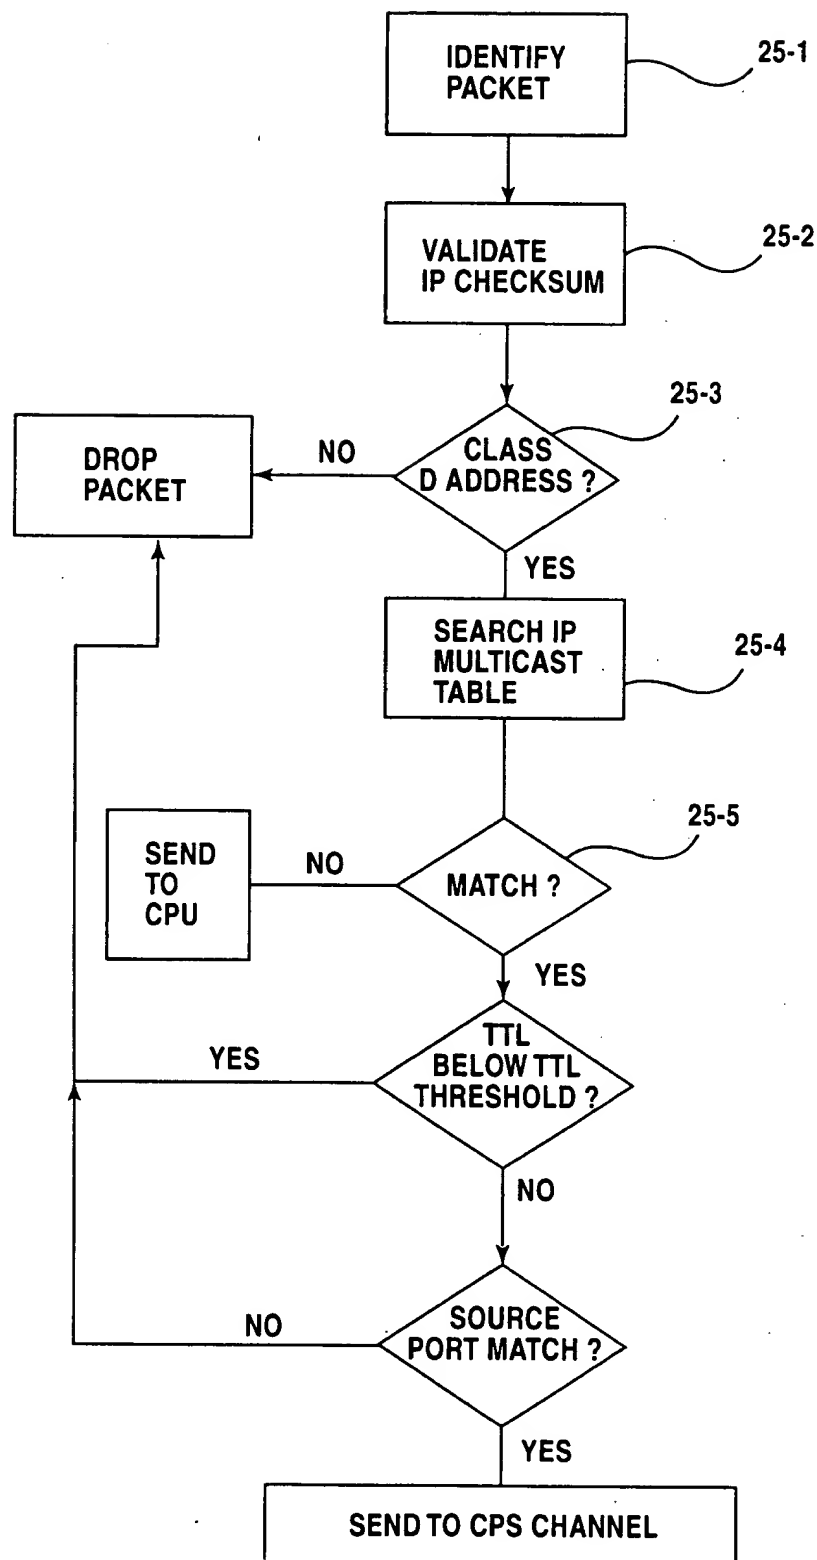 IDENTIFY
PACKET
25-1
VALIDATE
IP CHECKSUM
25-2
25-3
CLASS
D ADDRESS ?
NO
DROP
PACKET
YES
SEARCH IP
MULTICAST
TABLE
25-4
25-5
MATCH ?
NO
SEND
TO
CPU
YES
TTL
BELOW TTL
THRESHOLD ?
YES
NO
SOURCE
PORT MATCH ?
NO
YES
SEND TO CPS CHANNEL